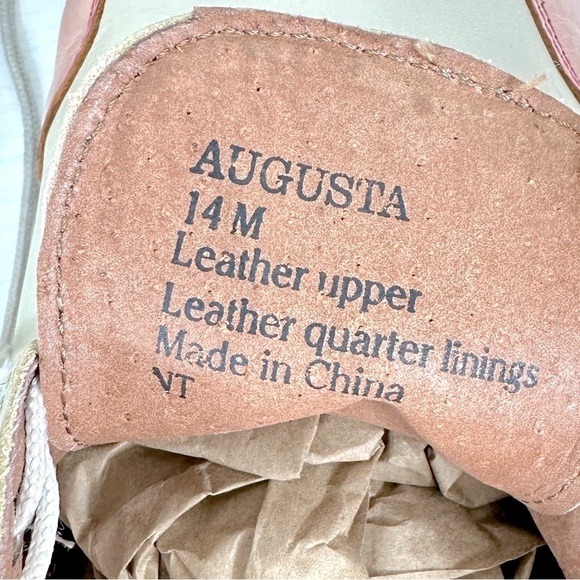 AUGUSTA
14 M
Leather upper
Leather quarter linings
Made in China
NT